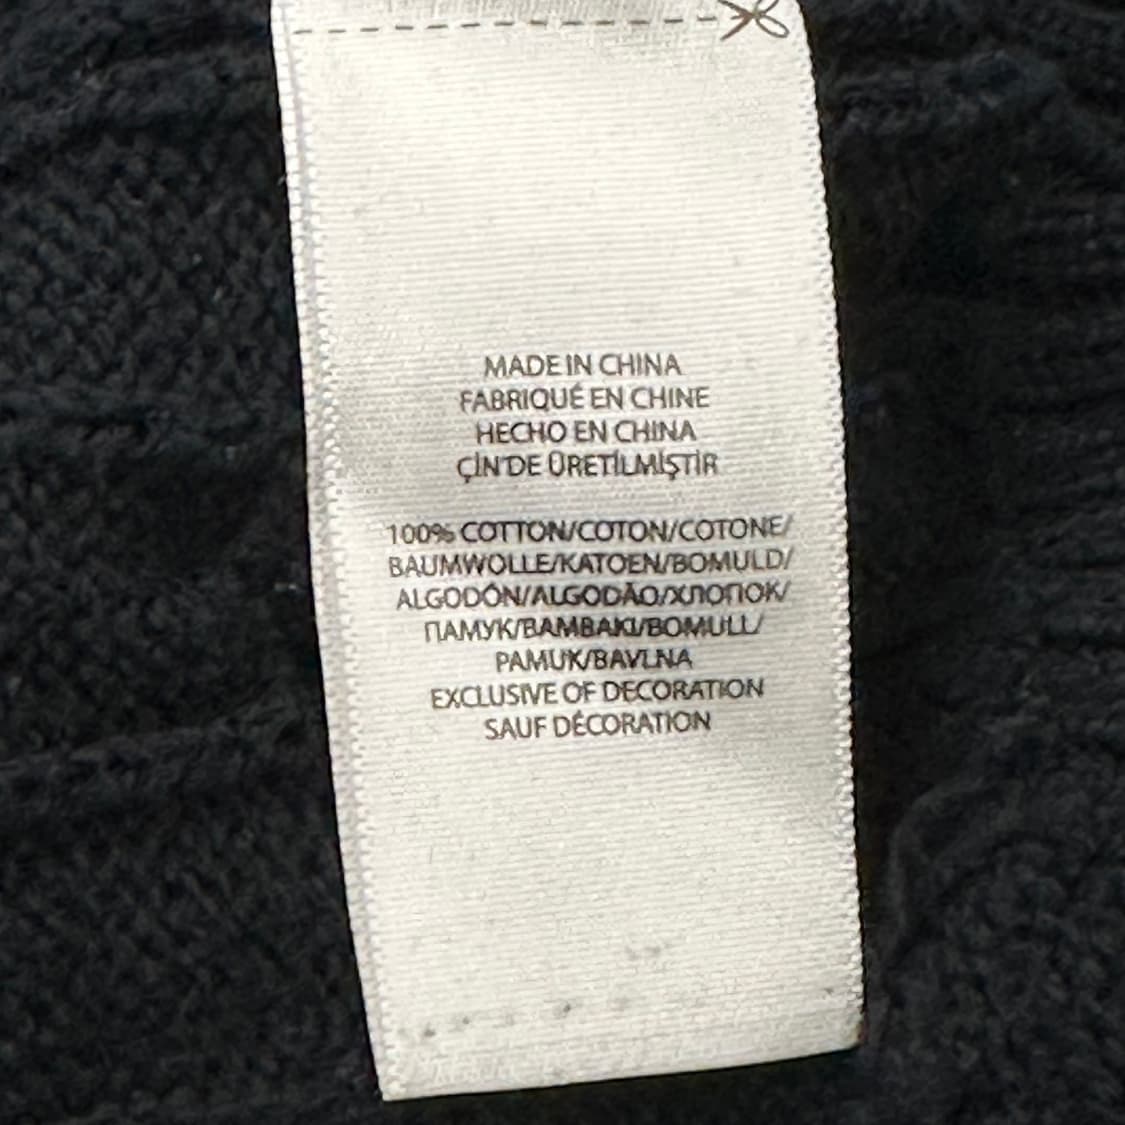 MADE IN CHINA
FABRIQUÉ EN CHINE
HECHO EN CHINA
ÇİN'DE ÜRETİLMİŞTİR
100% COTTON/COTON/COTONE/
BAUMWOLLE/KATOEN/BOMULD/
ALGODÓN/ALGODÃO/ХЛОПОК/
ПАМУК/ΒΑΜΒΑΚΙ/BOMULL/
PAMUK/BAVLNA
EXCLUSIVE OF DECORATION
SAUF DÉCORATION